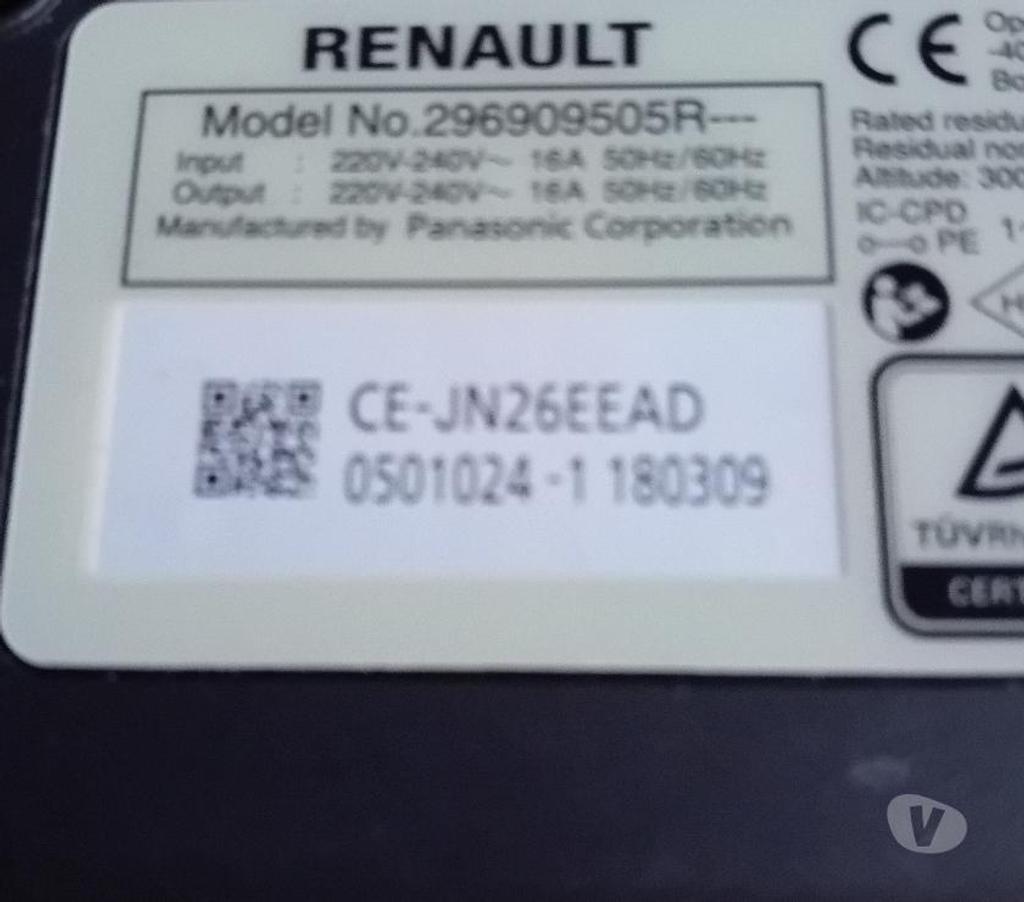 RENAULT
Model No.296909505R---
Input : 220V-240V~ 16A 50Hz/60Hz
Output : 220V-240V~ 16A 50Hz/60Hz
Manufactured by Panasonic Corporation
CE-JN26EEAD
0501024 -1 180309
CE
Rated residu
Residual non
Altitude: 300
IC-CPD
PE
TÜVRh
CERT
V